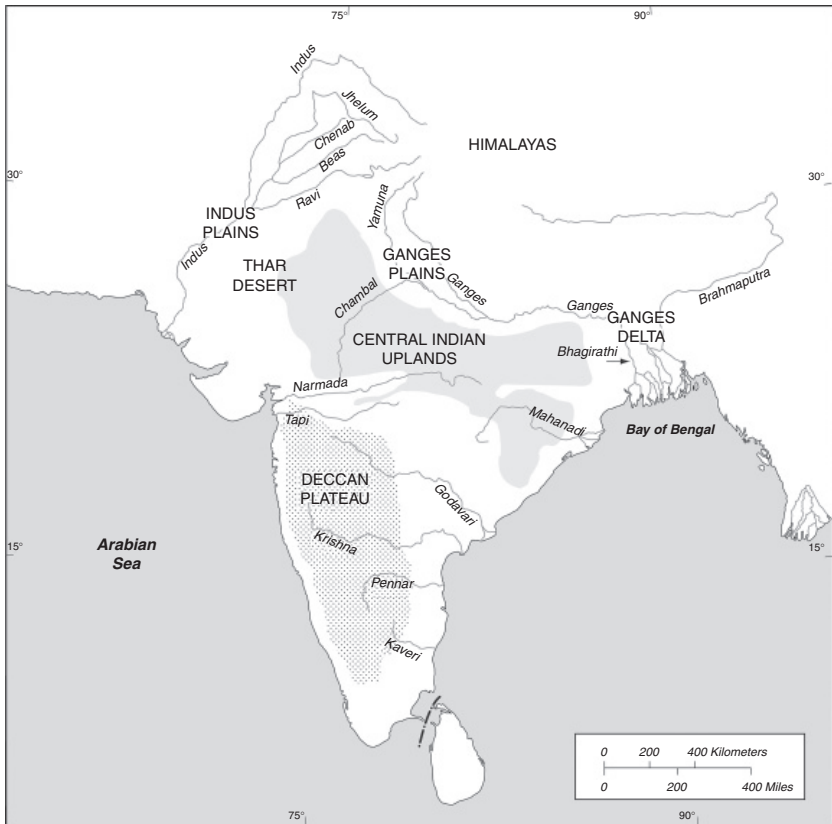 75°
90°
Indus
Jhelum
Chenab
Beas
Ravi
HIMALAYAS
30°
30°
Yamuna
INDUS
PLAINS
Indus
THAR
DESERT
GANGES
PLAINS
Ganges
Chambal
Ganges
Brahmaputra
GANGES
DELTA
CENTRAL INDIAN
UPLANDS
Bhagirathi
Narmada
Tapi
Mahanadi
Bay of Bengal
DECCAN
PLATEAU
Godavari
Arabian
Sea
Krishna
15°
15°
Pennar
Kaveri
0 200 400 Kilometers
0 200 400 Miles
75°
90°